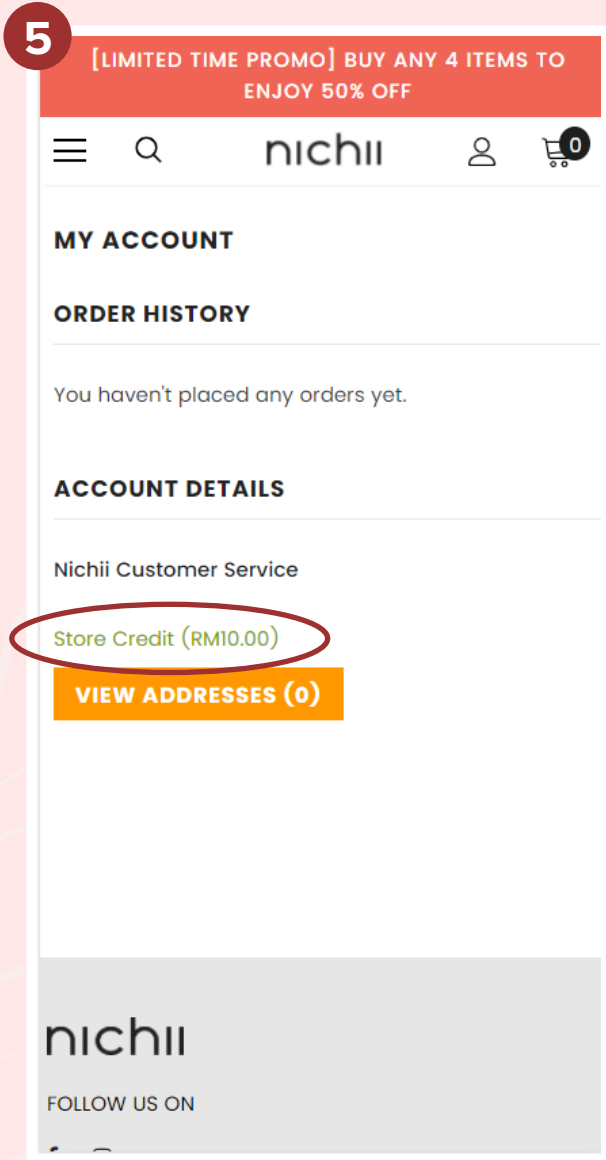 5
[LIMITED TIME PROMO] BUY ANY 4 ITEMS TO
ENJOY 50% OFF
nichii
0
MY ACCOUNT
ORDER HISTORY
You haven't placed any orders yet.
ACCOUNT DETAILS
Nichii Customer Service
Store Credit (RM10.00)
VIEW ADDRESSES (0)
nichii
FOLLOW US ON